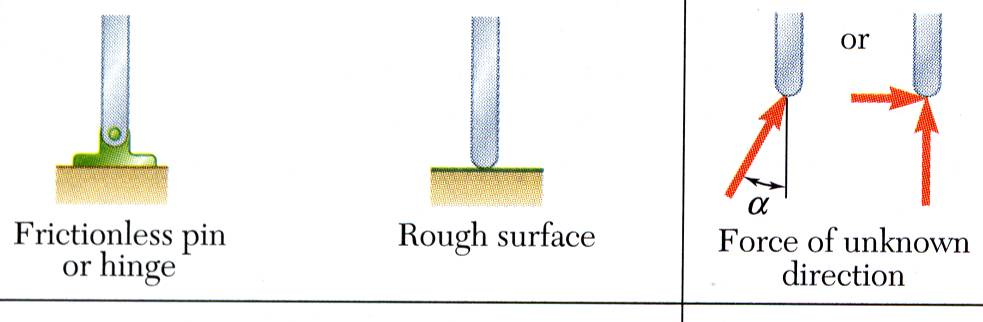 Frictionless pin
or hinge
Rough surface
or
α
Force of unknown
direction